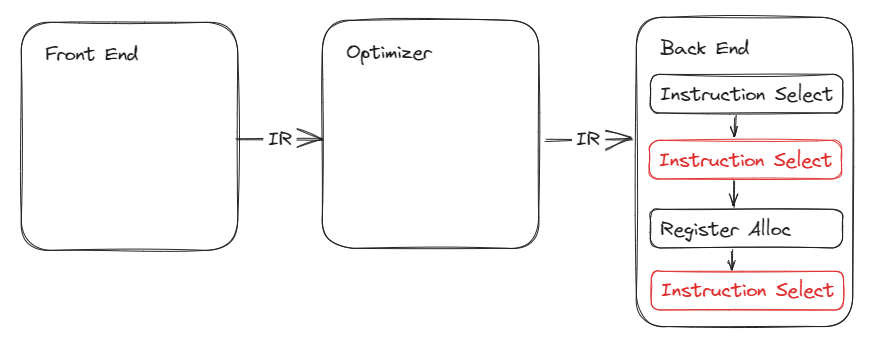 Front End
IR
Optimizer
IR
Back End
Instruction Select
Instruction Select
Register Alloc
Instruction Select